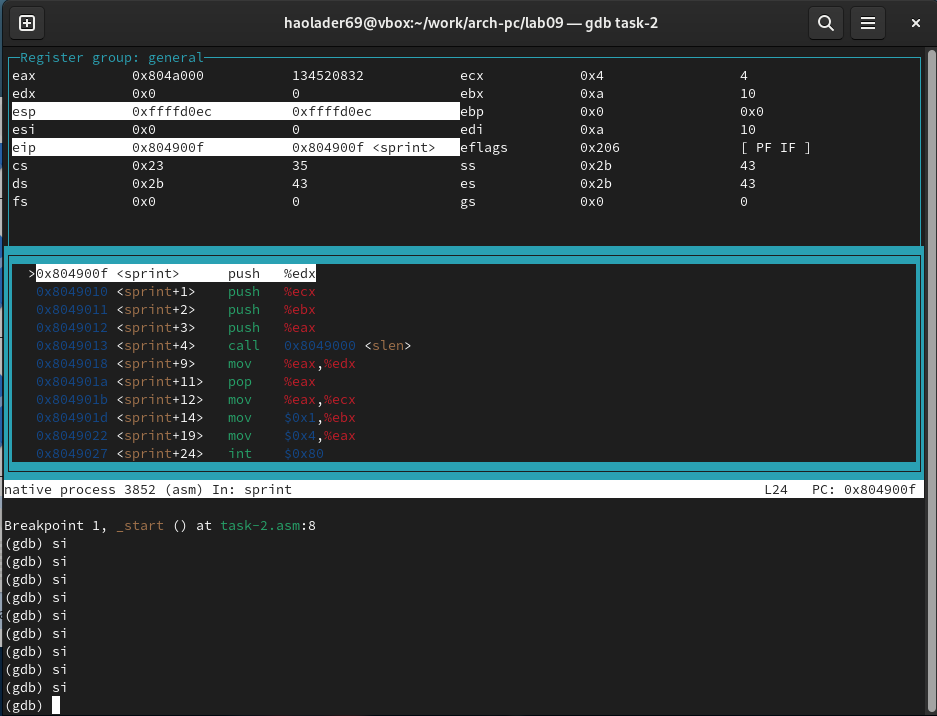 haolader69@vbox:~/work/arch-pc/lab09 — gdb task-2
Register group: general
eax 0x804a000 134520832 ecx 0x4 4
edx 0x0 0 ebx 0xa 10
esp 0xffffd0ec 0xffffd0ec ebp 0x0 0x0
esi 0x0 0 edi 0xa 10
eip 0x804900f 0x804900f <sprint> eflags 0x206 [ PF IF ]
cs 0x23 35 ss 0x2b 43
ds 0x2b 43 es 0x2b 43
fs 0x0 0 gs 0x0 0
>0x804900f <sprint> push %edx
0x8049010 <sprint+1> push %ecx
0x8049011 <sprint+2> push %ebx
0x8049012 <sprint+3> push %eax
0x8049013 <sprint+4> call 0x8049000 <slen>
0x8049018 <sprint+9> mov %eax,%edx
0x804901a <sprint+11> pop %eax
0x804901b <sprint+12> mov %eax,%ecx
0x804901d <sprint+14> mov $0x1,%ebx
0x8049022 <sprint+19> mov $0x4,%eax
0x8049027 <sprint+24> int $0x80
native process 3852 (asm) In: sprint L24 PC: 0x804900f
Breakpoint 1, _start () at task-2.asm:8
(gdb) si
(gdb) si
(gdb) si
(gdb) si
(gdb) si
(gdb) si
(gdb) si
(gdb) si
(gdb) si
(gdb)